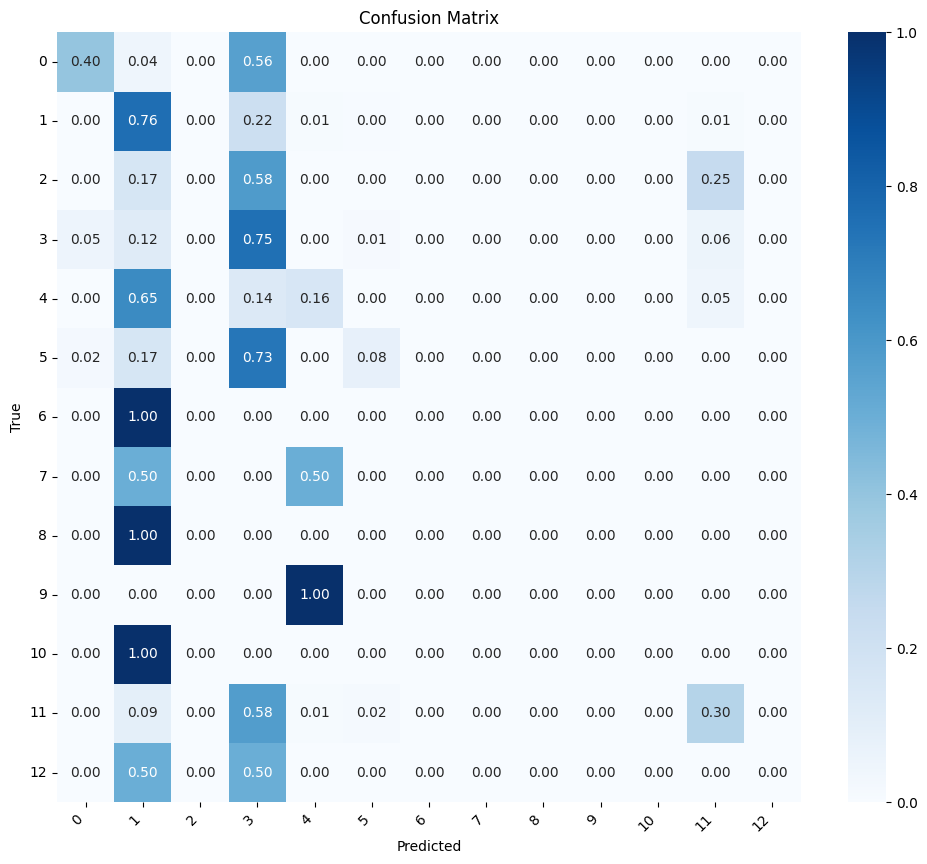 Confusion Matrix
0 0.40 0.04 0.00 0.56 0.00 0.00 0.00 0.00 0.00 0.00 0.00 0.00 0.00
1 0.00 0.76 0.00 0.22 0.01 0.00 0.00 0.00 0.00 0.00 0.00 0.01 0.00
2 0.00 0.17 0.00 0.58 0.00 0.00 0.00 0.00 0.00 0.00 0.00 0.25 0.00
3 0.05 0.12 0.00 0.75 0.00 0.01 0.00 0.00 0.00 0.00 0.00 0.06 0.00
4 0.00 0.65 0.00 0.14 0.16 0.00 0.00 0.00 0.00 0.00 0.00 0.05 0.00
5 0.02 0.17 0.00 0.73 0.00 0.08 0.00 0.00 0.00 0.00 0.00 0.00 0.00
6 0.00 1.00 0.00 0.00 0.00 0.00 0.00 0.00 0.00 0.00 0.00 0.00 0.00
7 0.00 0.50 0.00 0.00 0.50 0.00 0.00 0.00 0.00 0.00 0.00 0.00 0.00
8 0.00 1.00 0.00 0.00 0.00 0.00 0.00 0.00 0.00 0.00 0.00 0.00 0.00
9 0.00 0.00 0.00 0.00 1.00 0.00 0.00 0.00 0.00 0.00 0.00 0.00 0.00
10 0.00 1.00 0.00 0.00 0.00 0.00 0.00 0.00 0.00 0.00 0.00 0.00 0.00
11 0.00 0.09 0.00 0.58 0.01 0.02 0.00 0.00 0.00 0.00 0.00 0.30 0.00
12 0.00 0.50 0.00 0.50 0.00 0.00 0.00 0.00 0.00 0.00 0.00 0.00 0.00
0 1 2 3 4 5 6 7 8 9 10 11 12
Predicted
True
1.0
0.8
0.6
0.4
0.2
0.0